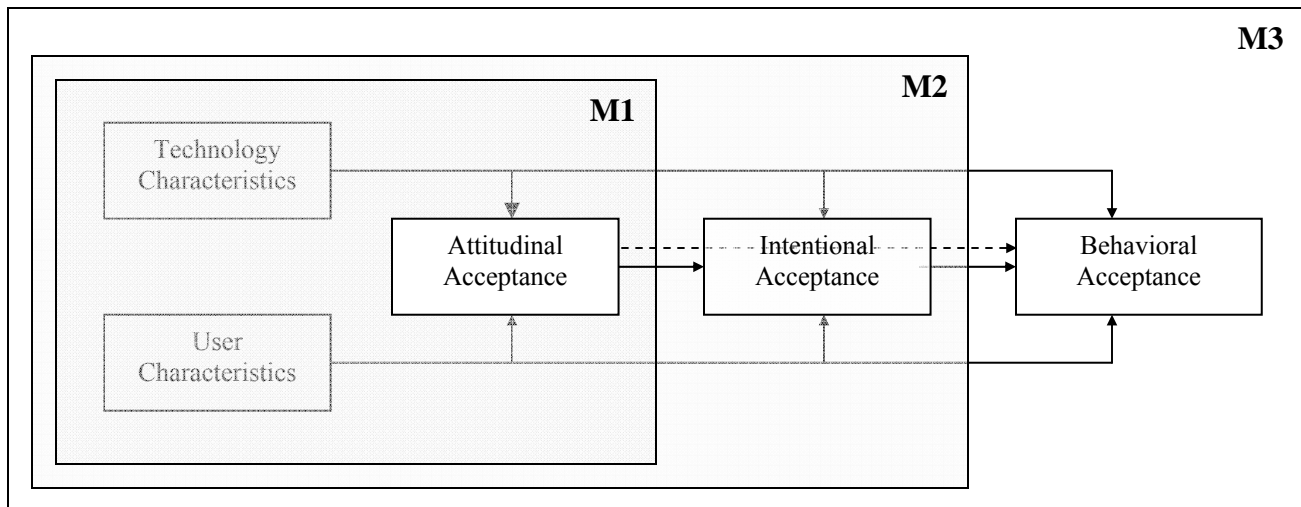 M3
M2
M1
Technology
Characteristics
Attitudinal
Acceptance
Intentional
Acceptance
Behavioral
Acceptance
User
Characteristics